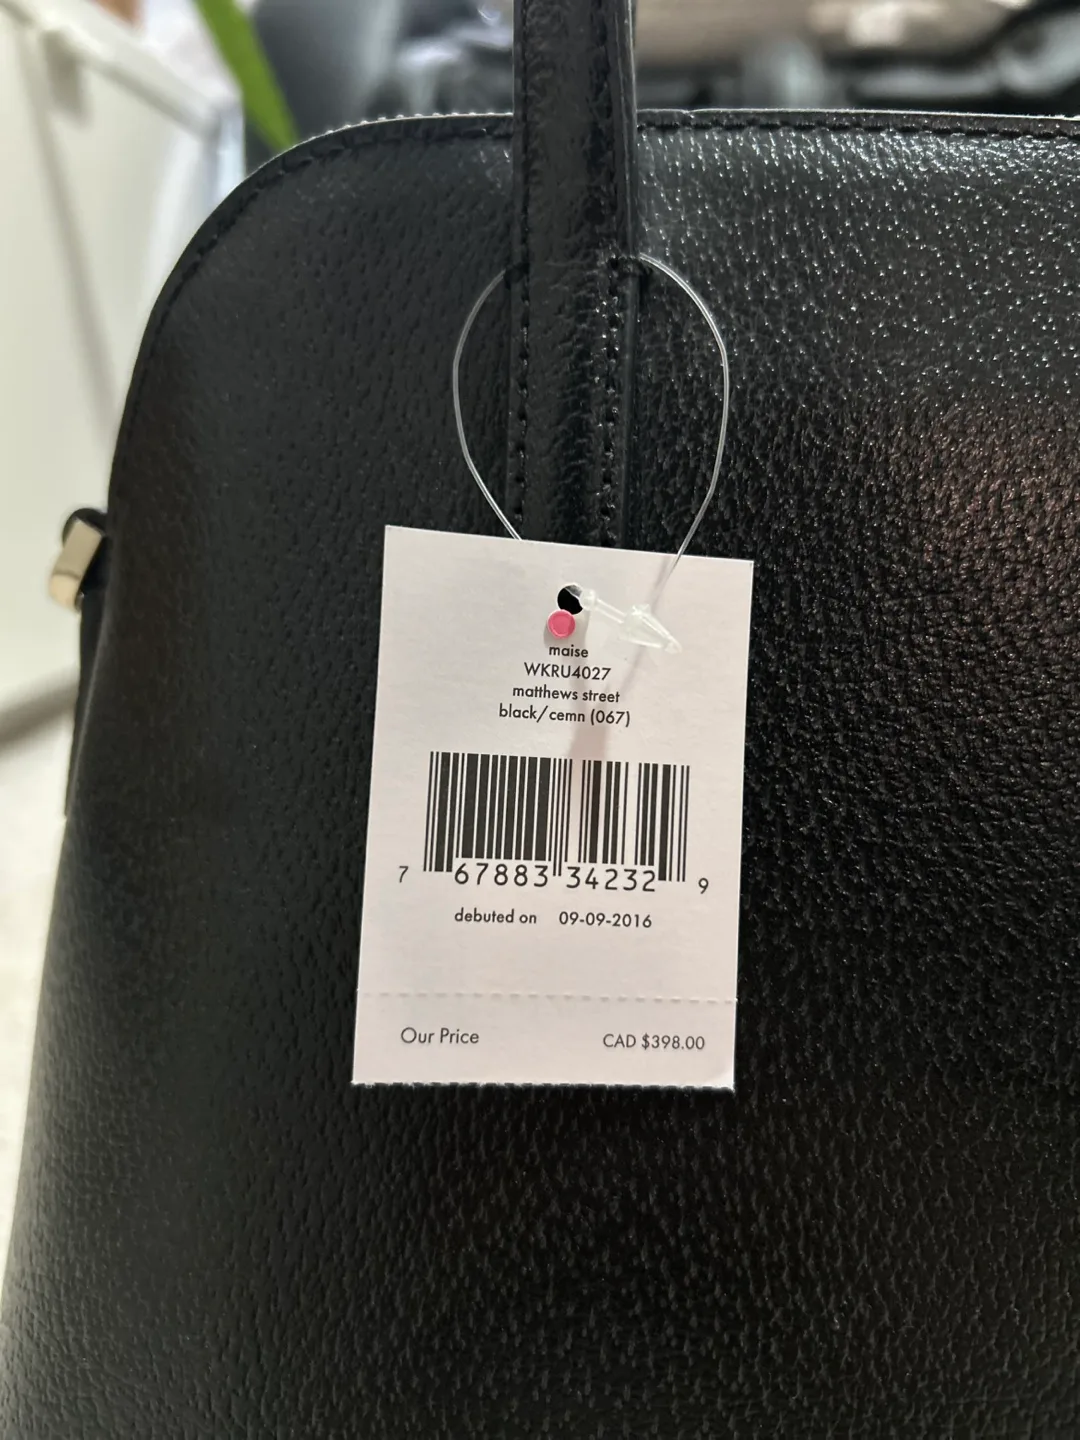 maise
WKRU4027
matthews street
black/cemn (067)
7 67883 34232 9
debuted on 09-09-2016
Our Price CAD $398.00